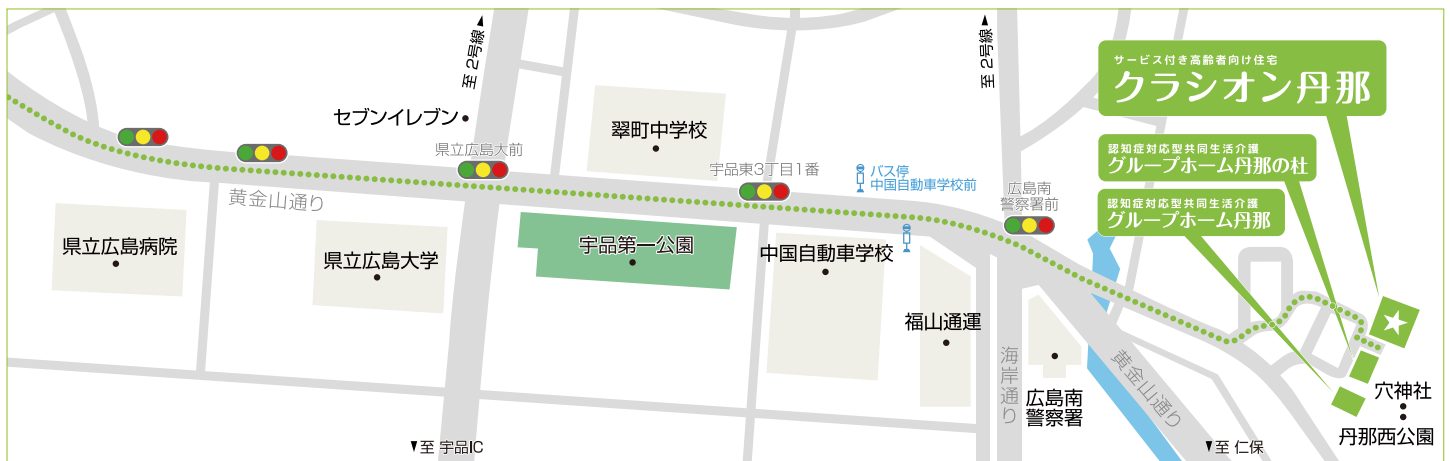 至 2号線
至 2号線
サービス付き高齢者向け住宅
クラシオン丹那
セブンイレブン
翠町中学校
県立広島大前
宇品東3丁目1番
バス停
中国自動車学校前
広島南
警察署前
認知症対応型共同生活介護
グループホーム丹那の杜
認知症対応型共同生活介護
グループホーム丹那
黄金山通り
県立広島病院
県立広島大学
宇品第一公園
中国自動車学校
福山通運
海岸通り
広島南
警察署
黄金山通り
穴神社
丹那西公園
至 宇品IC
至 仁保